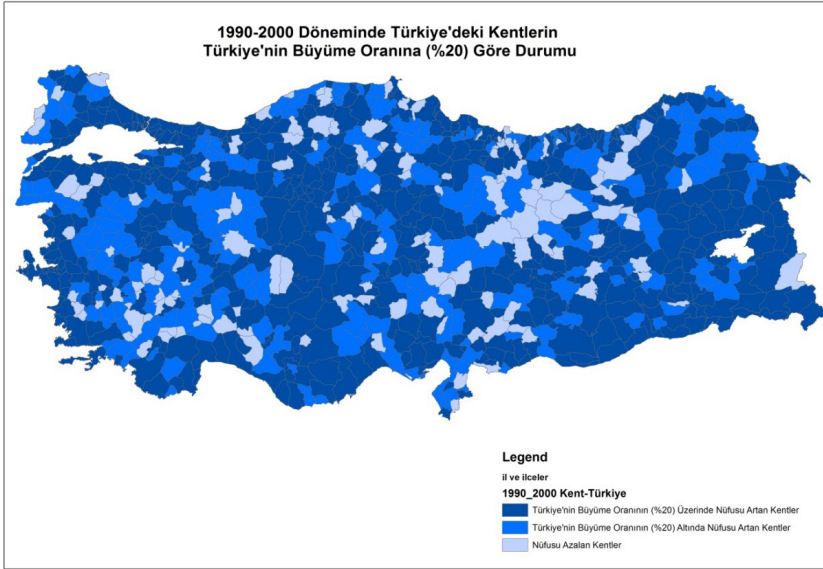 1990-2000 Döneminde Türkiye'deki Kentlerin
Türkiye'nin Büyüme Oranına (%20) Göre Durumu
Legend
il ve ilceler
1990_2000 Kent-Türkiye
Türkiye'nin Büyüme Oranının (%20) Üzerinde Nüfusu Artan Kentler
Türkiye'nin Büyüme Oranının (%20) Altında Nüfusu Artan Kentler
Nüfusu Azalan Kentler